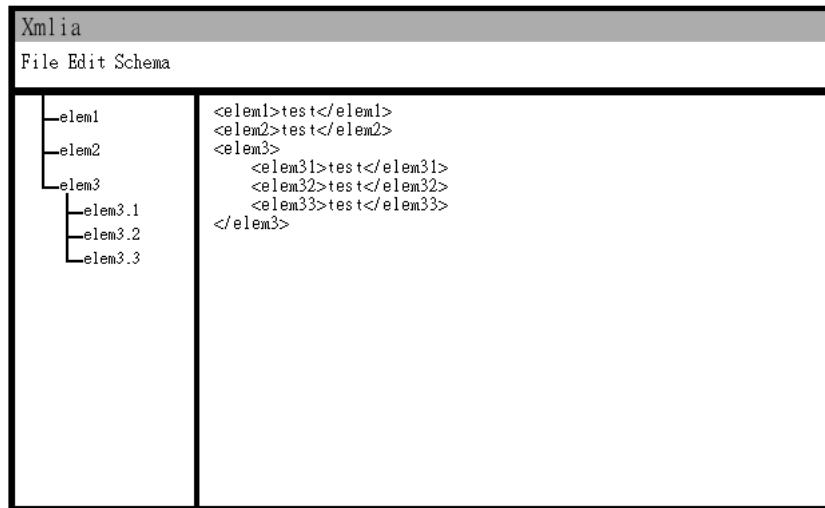 Xmlia
File Edit Schema
elem1
elem2
elem3
elem3.1
elem3.2
elem3.3
<elem1>test</elem1>
<elem2>test</elem2>
<elem3>
<elem31>test</elem31>
<elem32>test</elem32>
<elem33>test</elem33>
</elem3>